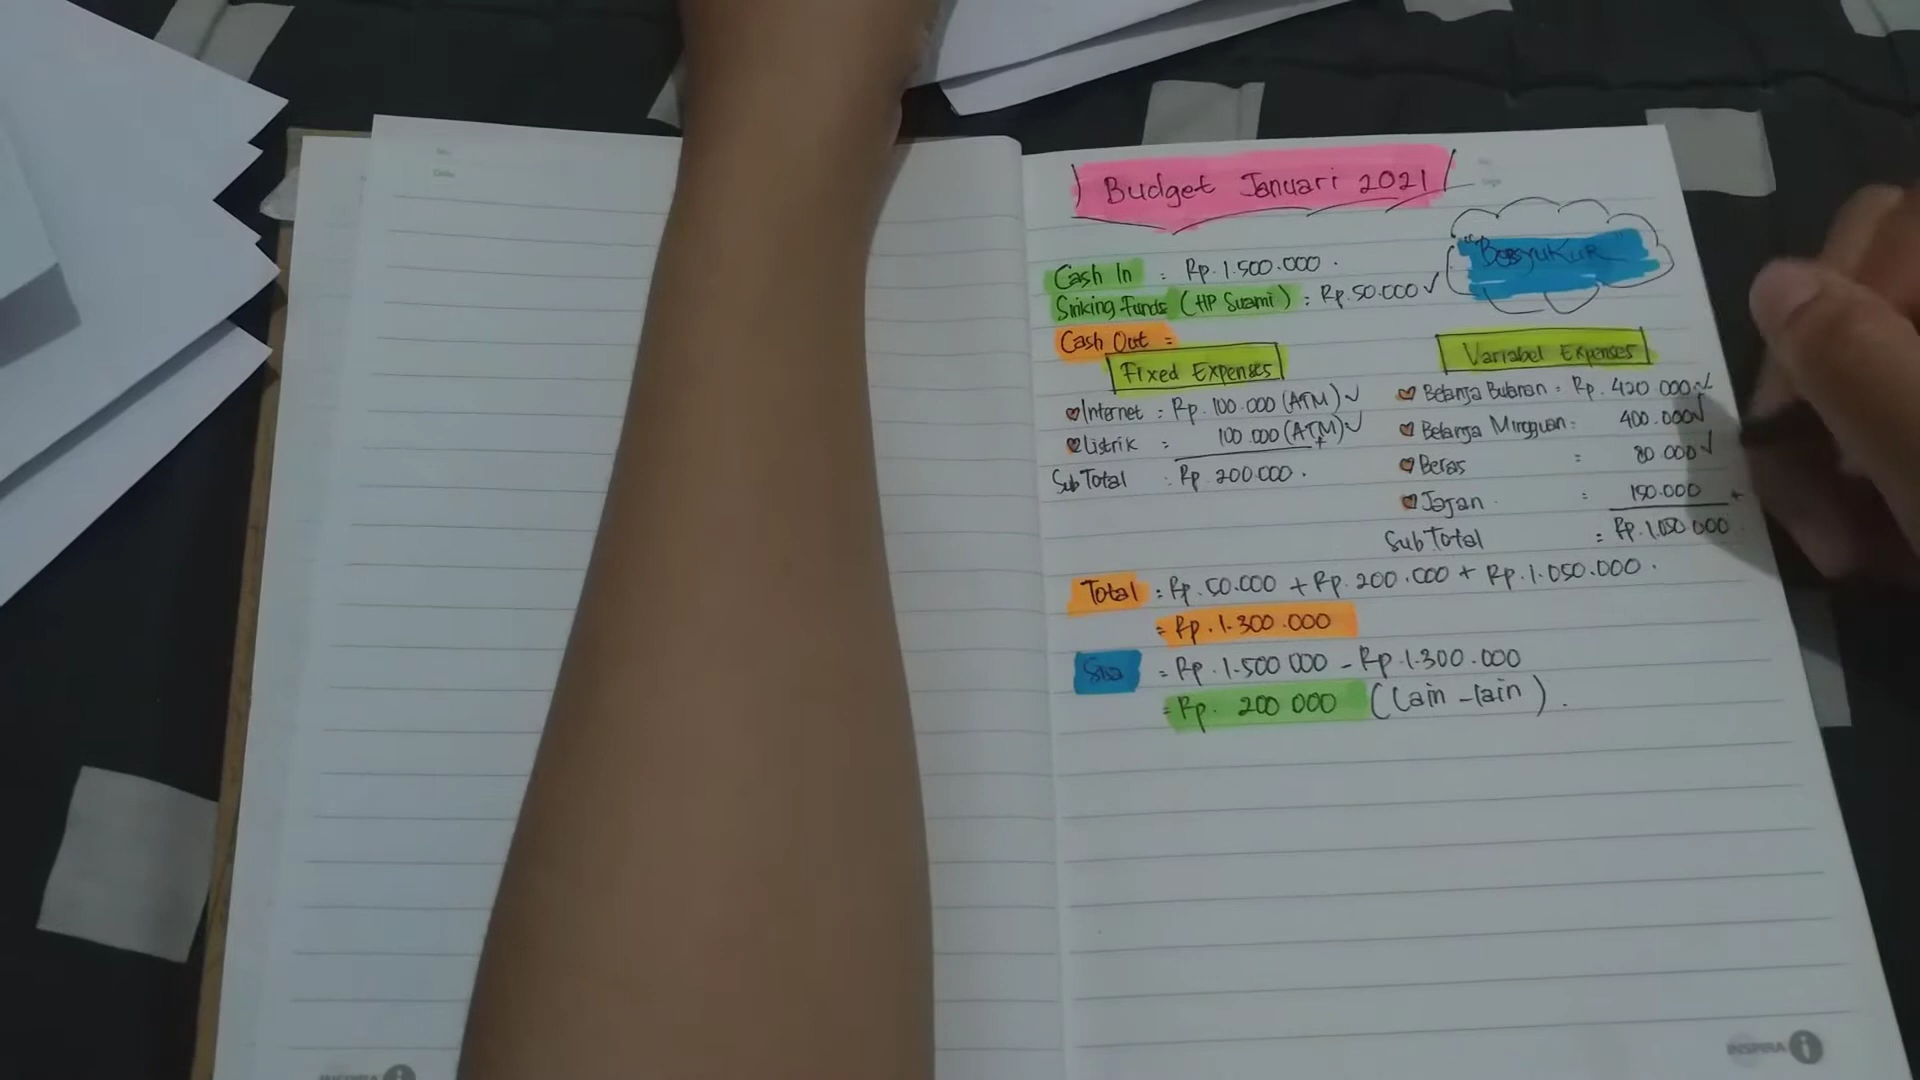 Budget Januari 2021
"Bersyukur"
Cash In : Rp. 1.500.000.
Sinking Funds (HP Suami) : Rp. 50.000 √
Cash Out =
Fixed Expenses
Internet : Rp. 100.000 (ATM) √
Listrik : 100.000 (ATM) √
+
Sub Total : Rp 200.000.
Variabel Expenses
Belanja Bulanan = Rp. 420 000 √
Belanja Mingguan = 400.000 √
Beras = 80 000 √
Jajan = 150.000 +
Sub Total = Rp. 1.050 000.
Total = Rp. 50.000 + Rp. 200.000 + Rp. 1.050.000.
= Rp. 1.300.000
Sisa = Rp. 1.500 000 - Rp. 1.300.000
= Rp. 200 000 (Lain-lain).
INSPIRA
INSPIRA